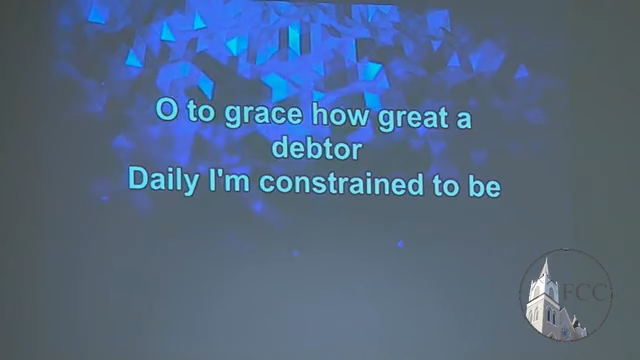 O to grace how great a
debtor
Daily I'm constrained to be
FCC